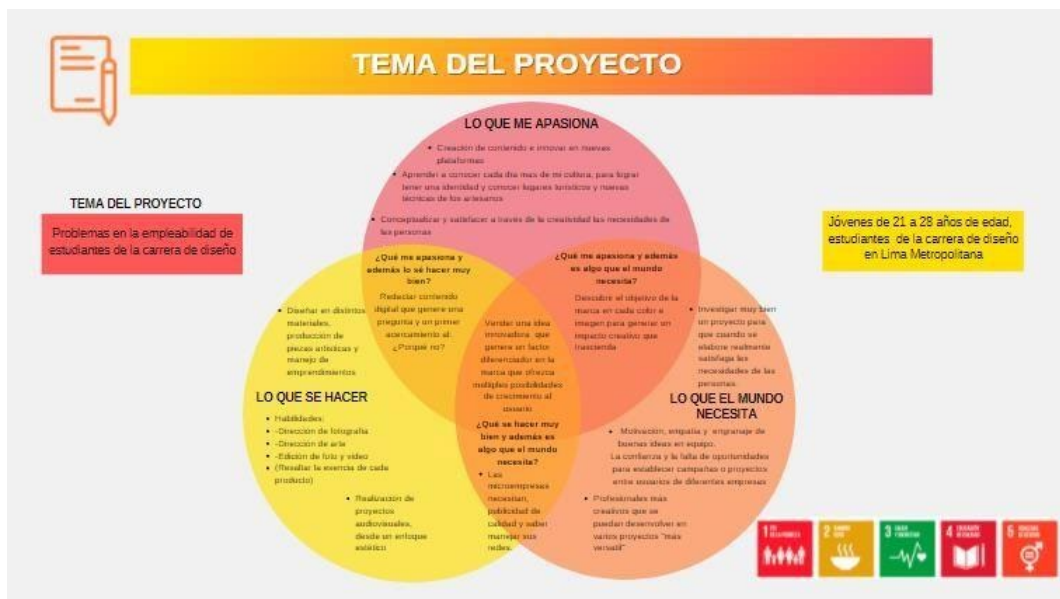 TEMA DEL PROYECTO
LO QUE ME APASIONA
• Creación de contenido e innovar en nuevas
plataformas
• Aprender a conocer cada día mas de mi cultura, para lograr
tener una identidad y conocer lugares turísticos y nuevas
técnicas de los artesanos
• Conceptualizar y satisfacer a través de la creatividad las necesidades de
las personas
TEMA DEL PROYECTO
Problemas en la empleabilidad de
estudiantes de la carrera de diseño
Jóvenes de 21 a 28 años de edad,
estudiantes de la carrera de diseño
en Lima Metropolitana
¿Qué me apasiona y
además lo sé hacer muy
bien?
Redactar contenido
digital que genere una
pregunta y un primer
acercamiento al:
¿Porqué no?
¿Qué me apasiona y además
es algo que el mundo
necesita?
Descubrir el objetivo de la
marca en cada color e
imagen para generar un
impacto creativo que
trascienda
• Diseñar en distintos
materiales,
producción de
piezas artísticas y
manejo de
emprendimientos
Vender una idea
innovadora que
genere un factor
diferenciador en la
marca que ofrezca
múltiples posibilidades
de crecimiento al
usuario
• Investigar muy bien
un proyecto para
que cuando se
elabore realmente
satisfaga las
necesidades de las
personas.
LO QUE SE HACER
• Habilidades:
• -Dirección de fotografía
• -Dirección de arte
• -Edición de foto y video
• (Resaltar la esencia de cada
producto)
• Realización de
proyectos
audiovisuales,
desde un enfoque
estético
¿Qué se hacer muy
bien y además es
algo que el mundo
necesita?
• Las
microempresas
necesitan,
publicidad de
calidad y saber
manejar sus
redes.
LO QUE EL MUNDO
NECESITA
• Motivación, empatía y engranaje de
buenas ideas en equipo.
La confianza y la falta de oportunidades
para establecer campañas o proyectos
entre usuarios de diferentes empresas
• Profesionales más
creativos que se
puedan desenvolver en
varios proyectos "más
versátil"
1
2
3
4
5